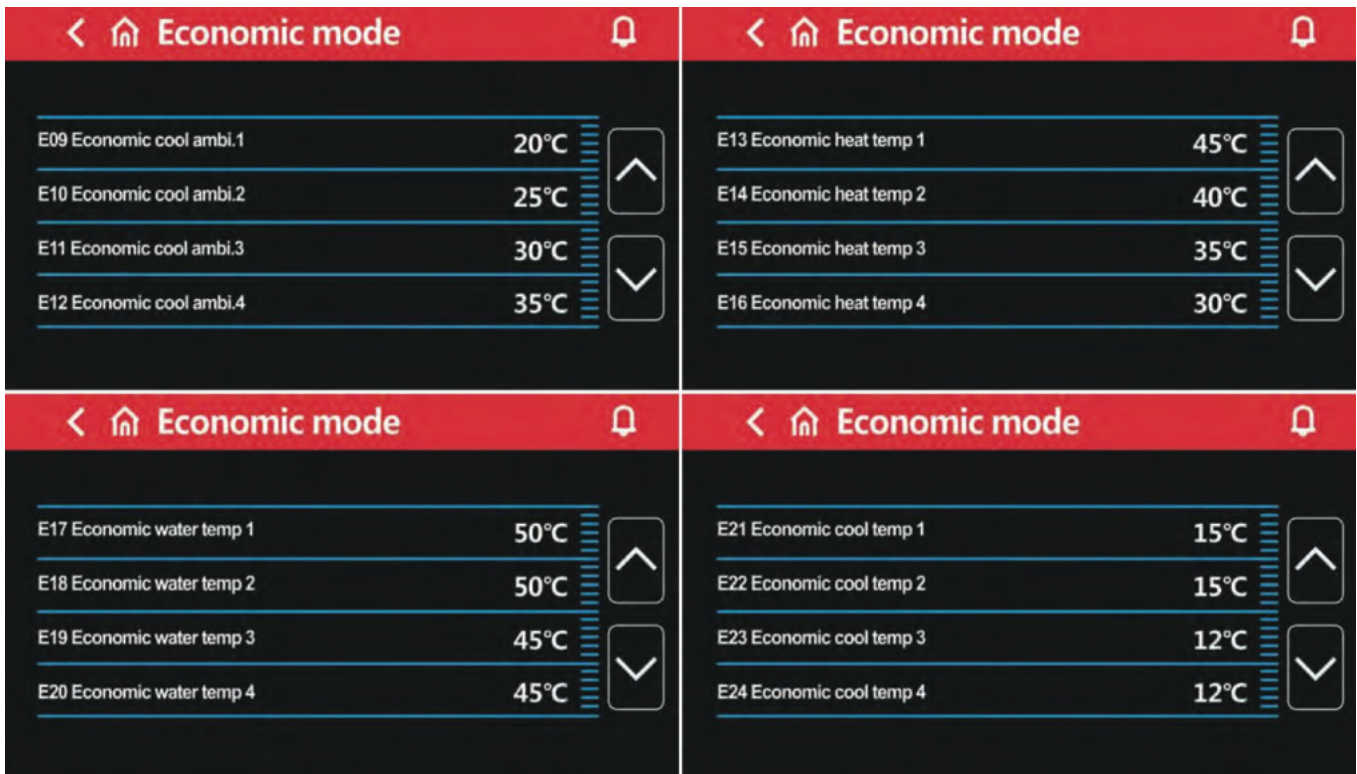 Economic mode
E09 Economic cool ambi.1 20°C
E10 Economic cool ambi.2 25°C
E11 Economic cool ambi.3 30°C
E12 Economic cool ambi.4 35°C
Economic mode
E13 Economic heat temp 1 45°C
E14 Economic heat temp 2 40°C
E15 Economic heat temp 3 35°C
E16 Economic heat temp 4 30°C
Economic mode
E17 Economic water temp 1 50°C
E18 Economic water temp 2 50°C
E19 Economic water temp 3 45°C
E20 Economic water temp 4 45°C
Economic mode
E21 Economic cool temp 1 15°C
E22 Economic cool temp 2 15°C
E23 Economic cool temp 3 12°C
E24 Economic cool temp 4 12°C